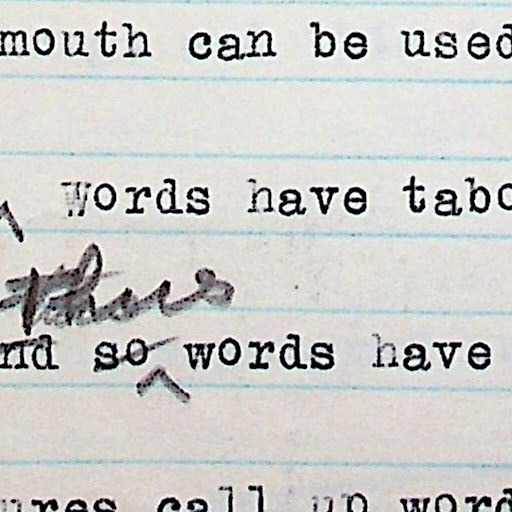 mouth can be used
words have tabo
thus
nd so words have
ures call up word